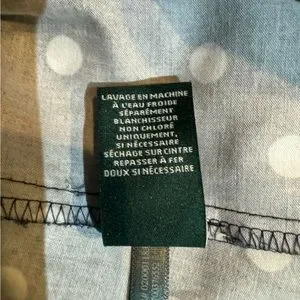 LAVAGE EN MACHINE
À L'EAU FROIDE
SÉPARÉMENT
BLANCHISSEUR
NON CHLORÉ
UNIQUEMENT,
SI NÉCESSAIRE
SÉCHAGE SUR CINTRE
REPASSER À FER
DOUX SI NÉCESSAIRE